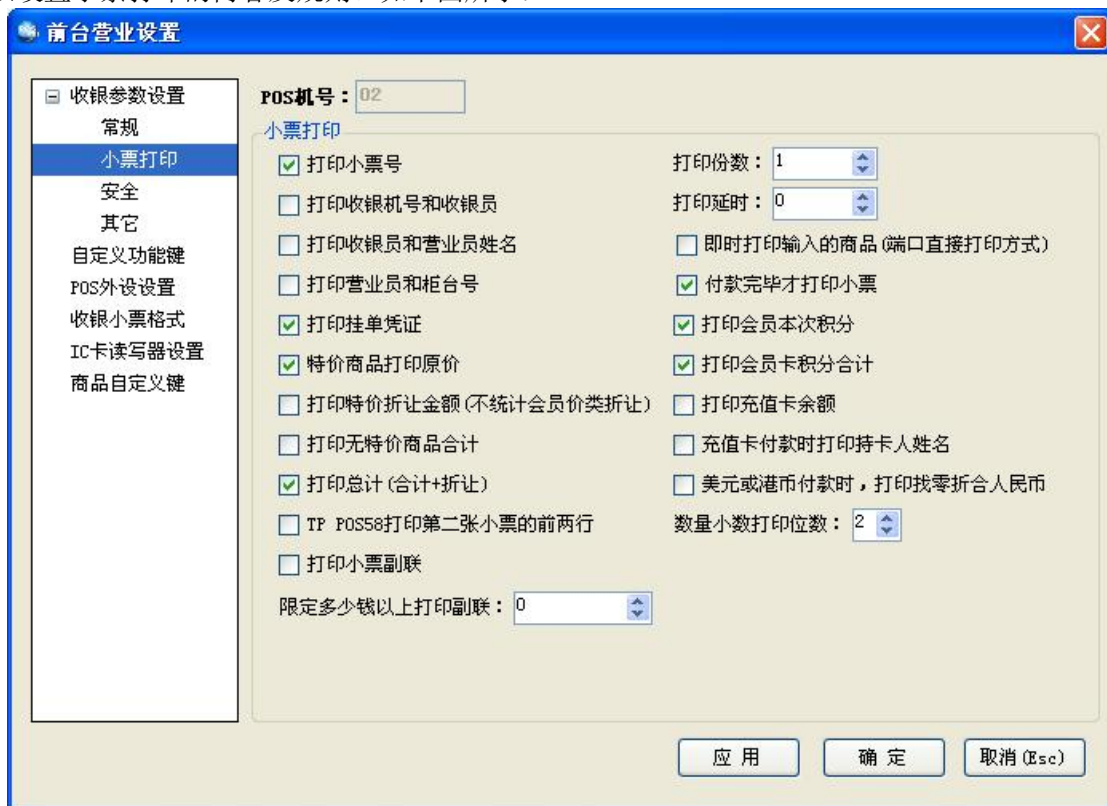 前台营业设置
收银参数设置
常规
小票打印
安全
其它
自定义功能键
POS外设设置
收银小票格式
IC卡读写器设置
商品自定义键
POS机号：02
小票打印
打印小票号
打印收银机号和收银员
打印收银员和营业员姓名
打印营业员和柜台号
打印挂单凭证
特价商品打印原价
打印特价折让金额(不统计会员价类折让)
打印无特价商品合计
打印总计(合计+折让)
TP POS58打印第二张小票的前两行
打印小票副联
限定多少钱以上打印副联：0
打印份数：1
打印延时：0
即时打印输入的商品(端口直接打印方式)
付款完毕才打印小票
打印会员本次积分
打印会员卡积分合计
打印充值卡余额
充值卡付款时打印持卡人姓名
美元或港币付款时，打印找零折合人民币
数量小数打印位数：2
应 用
确 定
取消(Esc)